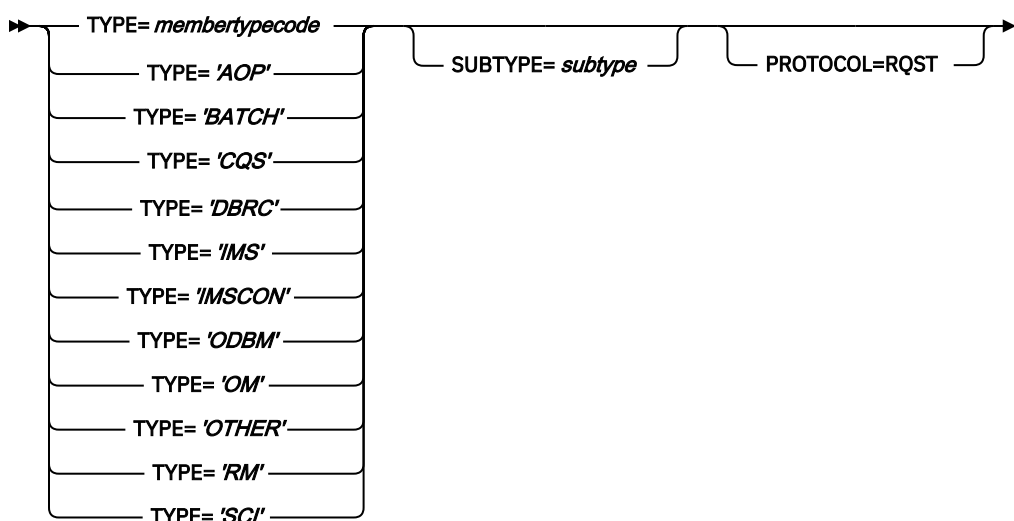 TYPE= membertypecode
TYPE= 'AOP'
SUBTYPE= subtype
PROTOCOL=RQST
TYPE= 'BATCH'
TYPE= 'CQS'
TYPE= 'DBRC'
TYPE= 'IMS'
TYPE= 'IMSCON'
TYPE= 'ODBM'
TYPE= 'OM'
TYPE= 'OTHER'
TYPE= 'RM'
TYPE= 'SCI'